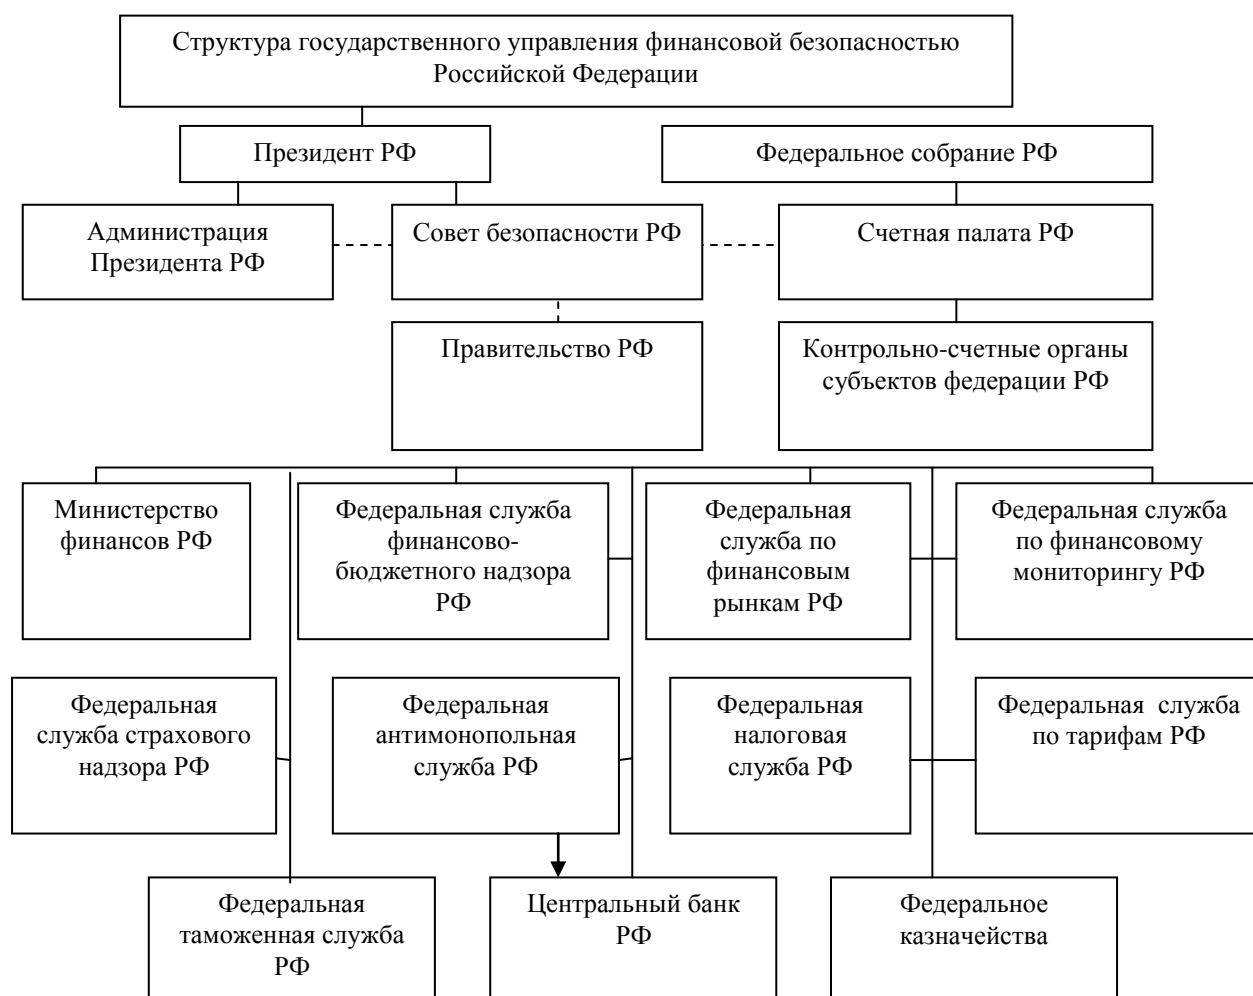 Структура государственного управления финансовой безопасностью
Российской Федерации
Президент РФ
Федеральное собрание РФ
Администрация
Президента РФ
Совет безопасности РФ
Счетная палата РФ
Правительство РФ
Контрольно-счетные органы
субъектов федерации РФ
Министерство
финансов РФ
Федеральная служба
финансово-
бюджетного надзора
РФ
Федеральная
служба по
финансовым
рынкам РФ
Федеральная служба
по финансовому
мониторингу РФ
Федеральная
служба страхового
надзора РФ
Федеральная
антимонопольная
служба РФ
Федеральная
налоговая
служба РФ
Федеральная служба
по тарифам РФ
Федеральная
таможенная служба
РФ
Центральный банк
РФ
Федеральное
казначейства